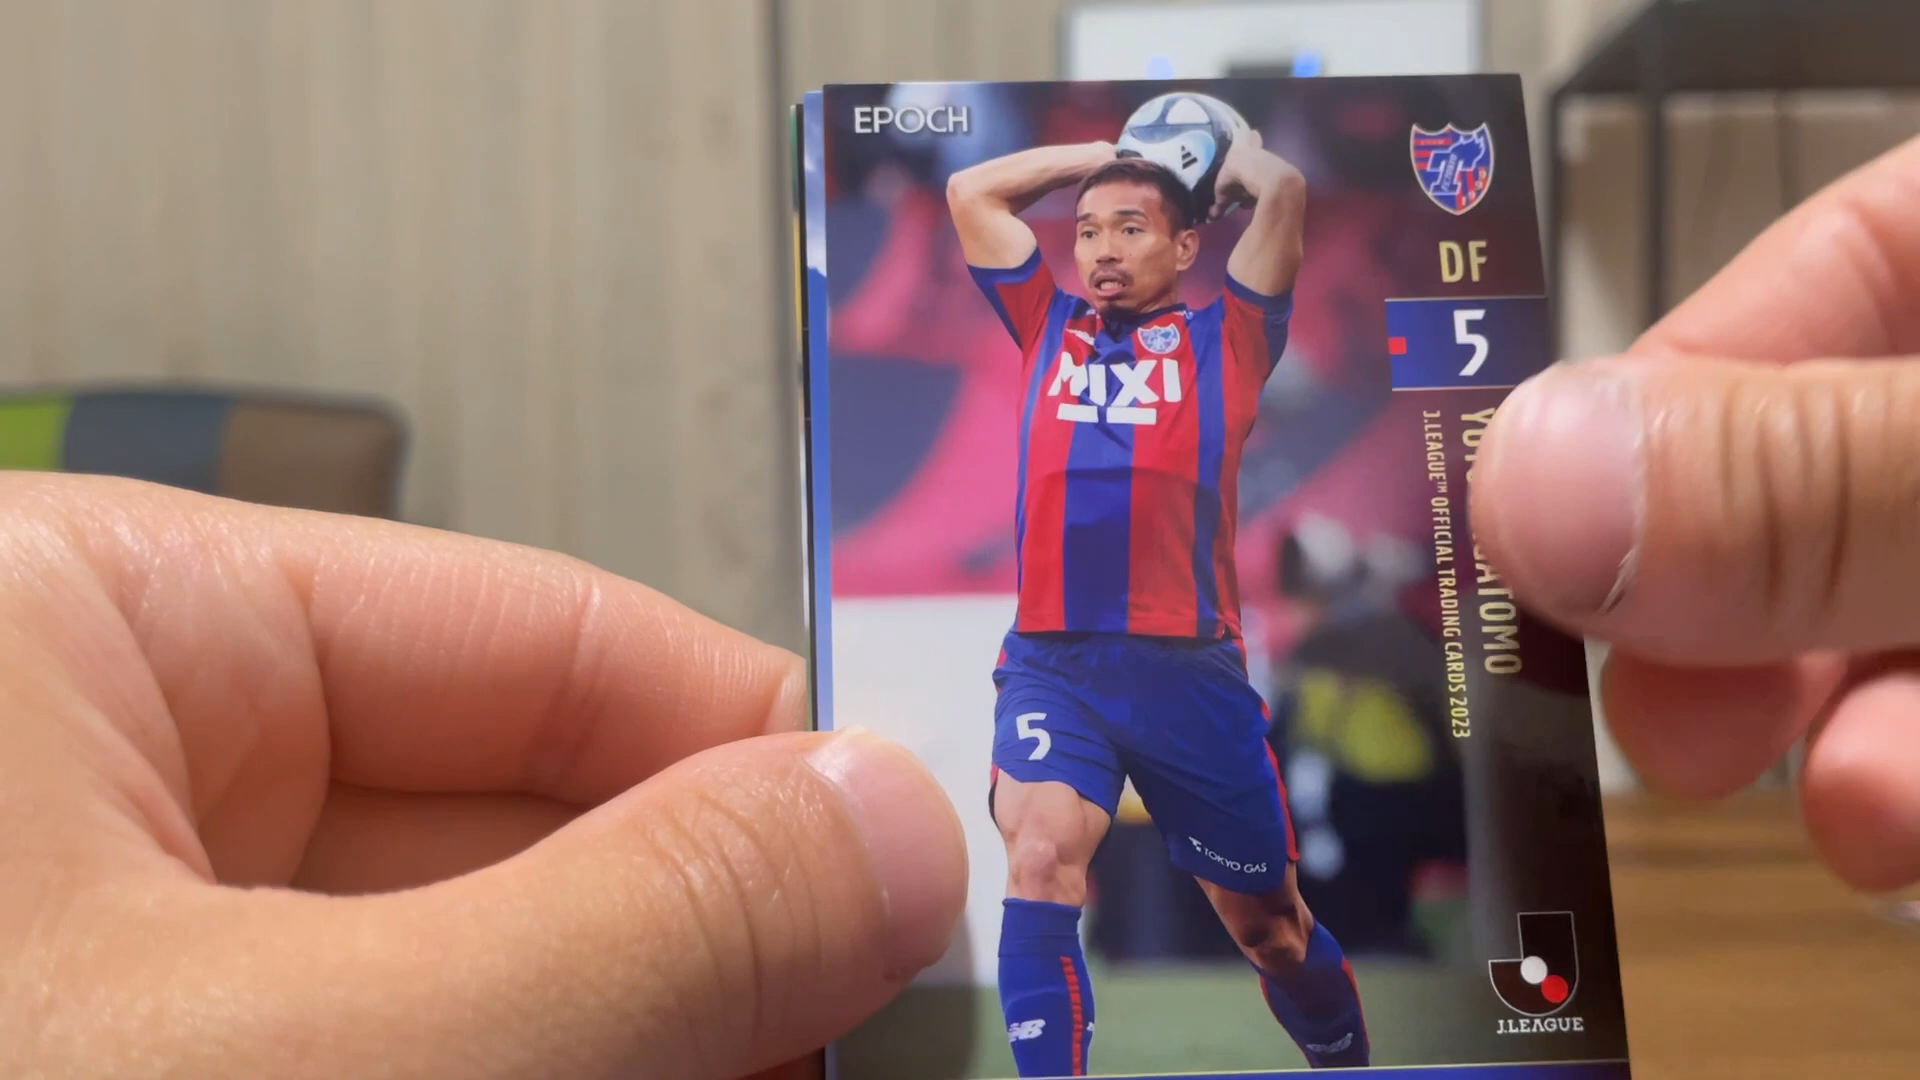 EPOCH
DF
5
J.LEAGUE™ OFFICIAL TRADING CARDS 2023
MIXI
5
TOKYO GAS
J.LEAGUE